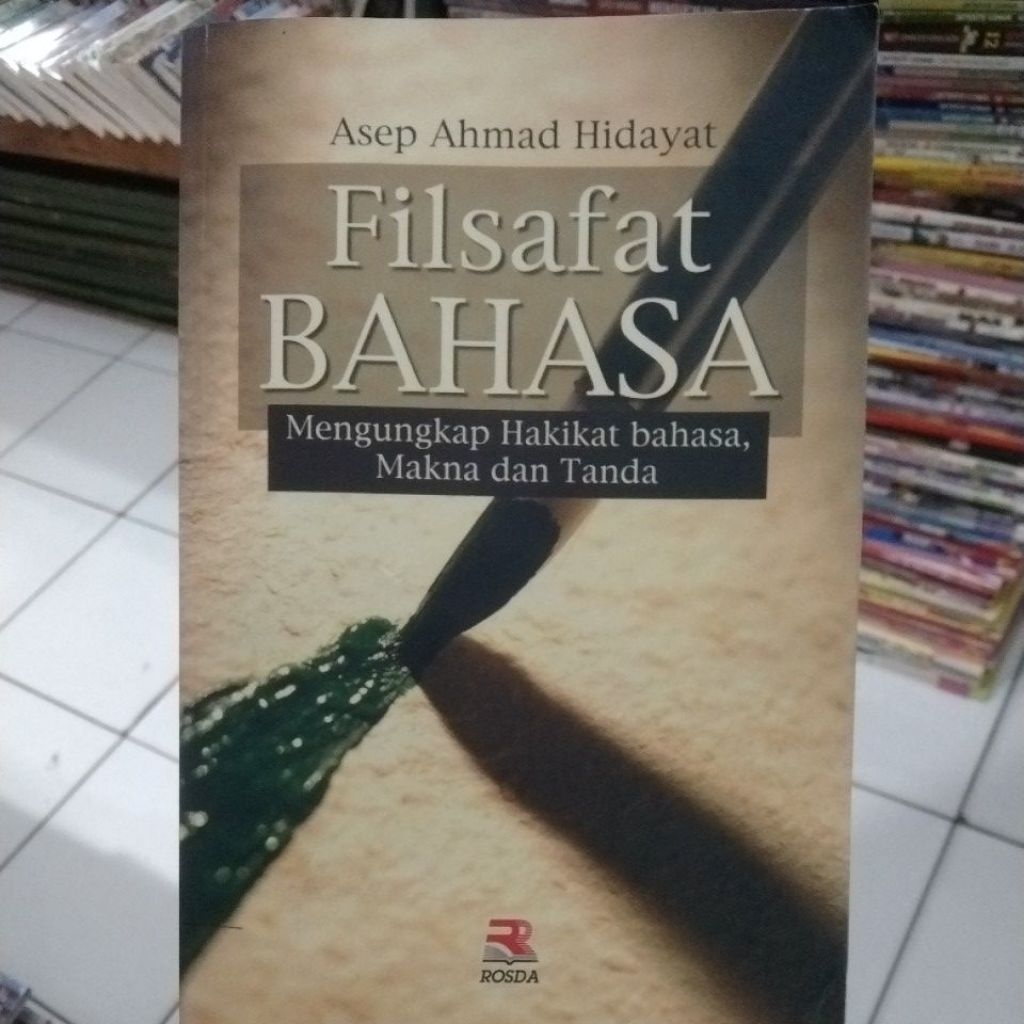 Asep Ahmad Hidayat
Filsafat
BAHASA
Mengungkap Hakikat bahasa,
Makna dan Tanda
ROSDA